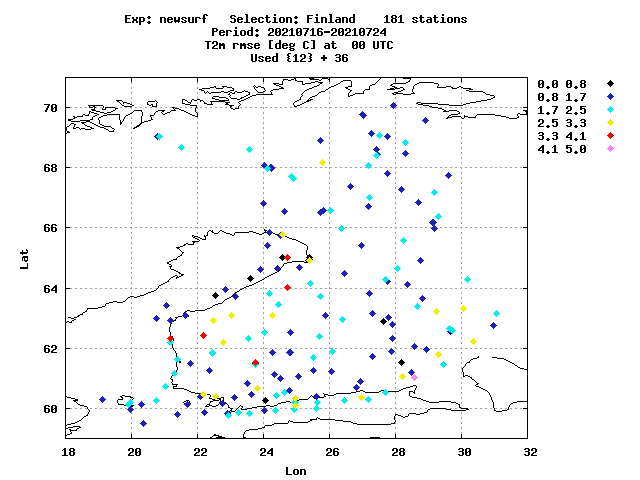 Exp: newsurf Selection: Finland 181 stations
Period: 20210716-20210724
T2m rmse [deg C] at 00 UTC
Used {12} + 36
0.0 0.8
0.8 1.7
1.7 2.5
2.5 3.3
3.3 4.1
4.1 5.0
70
68
66
64
62
60
Lat
18 20 22 24 26 28 30 32
Lon